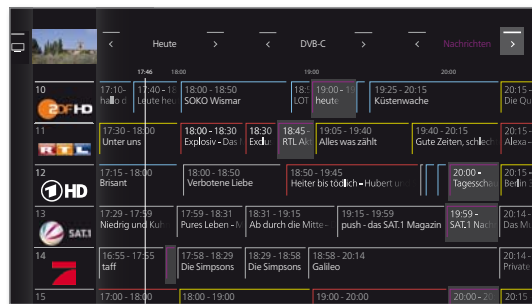 < Heute > < DVB-C > < Nachrichten >
17:46 18:00 19:00 20:00
10 17:10- 17:40 - 18 18:00 - 18:50 18:5 19:00- 19 19:25 - 20:15 20:15 -
ZDF HD hallo d Leute heu SOKO Wismar LOT heute Küstenwache Die Qu
11 17:30 - 18:00 18:00 - 18:30 18:30 18:45 - 19:05 - 19:40 19:40 - 20:15 20:15 -
RTL Unter uns Explosiv - Das Exclus RTL Ak Alles was zählt Gute Zeiten, schlech Alexa -
12 17:15 - 18:00 18:00 - 18:50 18:50 - 19:45 20:00 - 20:15 -
1 HD Brisant Verbotene Liebe Heiter bis tödlich - Hubert un Tagesschau Berlin
13 17:29 - 17:59 17:59 - 18:31 18:31 - 19:15 19:15 - 19:59 19:59 - 20:14 -
SAT.1 Niedrig und Kuh Pures Leben - Ab durch die Mitte - push - das SAT.1 Magazin SAT.1 Nach Das M
14 16:55 - 17:55 17:58 - 18:29 18:29 - 18:58 18:58 - 20:14 20:14 -
7 taff Die Simpsons Die Simpsons Galileo Private
15 17:00 - 18:00 18:00 - 19:00 19:00 - 20:00 20:00 - 20 20:15